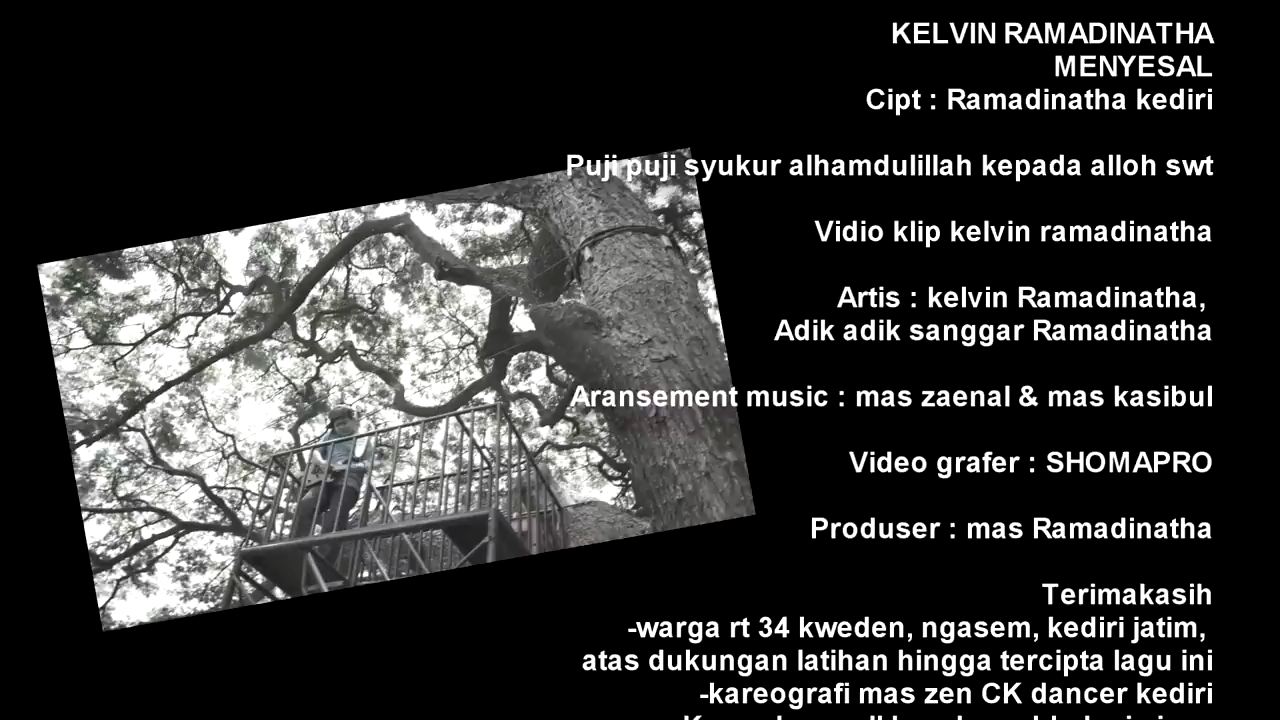 KELVIN RAMADINATHA
MENYESAL
Cipt : Ramadinatha kediri
Puji puji syukur alhamdulillah kepada alloh swt
Vidio klip kelvin ramadinatha
Artis : kelvin Ramadinatha,
Adik adik sanggar Ramadinatha
Aransement music : mas zaenal & mas kasibul
Video grafer : SHOMAPRO
Produser : mas Ramadinatha
Terimakasih
-warga rt 34 kweden, ngasem, kediri jatim,
atas dukungan latihan hingga tercipta lagu ini
-kareografi mas zen CK dancer kediri